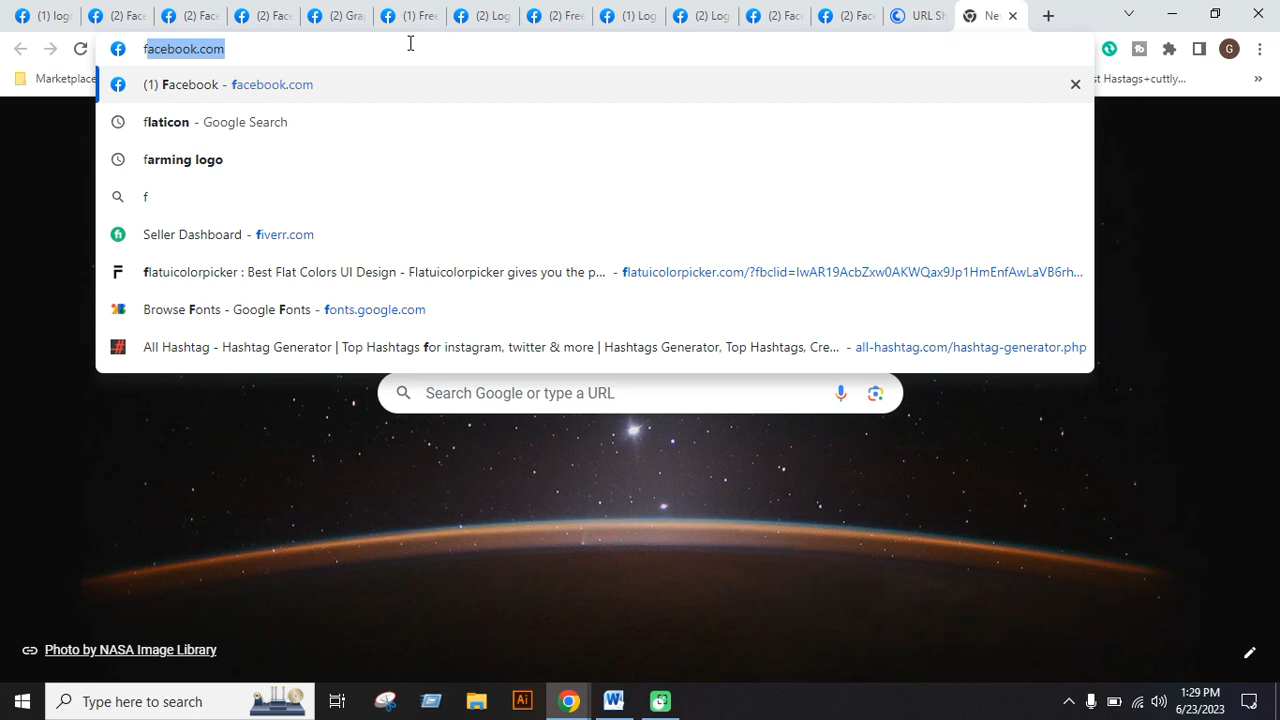 (1) logo
(2) Face
(2) Face
(2) Face
(2) Gra
(1) Free
(2) Log
(2) Free
(1) Log
(2) Log
(2) Face
(2) Face
URL Sh
Ne
facebook.com
G
Marketplace
st Hastags+cuttly...
»
(1) Facebook - facebook.com
flaticon - Google Search
farming logo
f
Seller Dashboard - fiverr.com
flatuicolorpicker : Best Flat Colors UI Design - Flatuicolorpicker gives you the p... - flatuicolorpicker.com/?fbclid=IwAR19AcbZxw0AKWQax9Jp1HmEnfAwLaVB6rh...
Browse Fonts - Google Fonts - fonts.google.com
All Hashtag - Hashtag Generator | Top Hashtags for instagram, twitter & more | Hashtags Generator, Top Hashtags, Cre... - all-hashtag.com/hashtag-generator.php
Search Google or type a URL
Photo by NASA Image Library
Type here to search
Ai
W
1:29 PM
6/23/2023